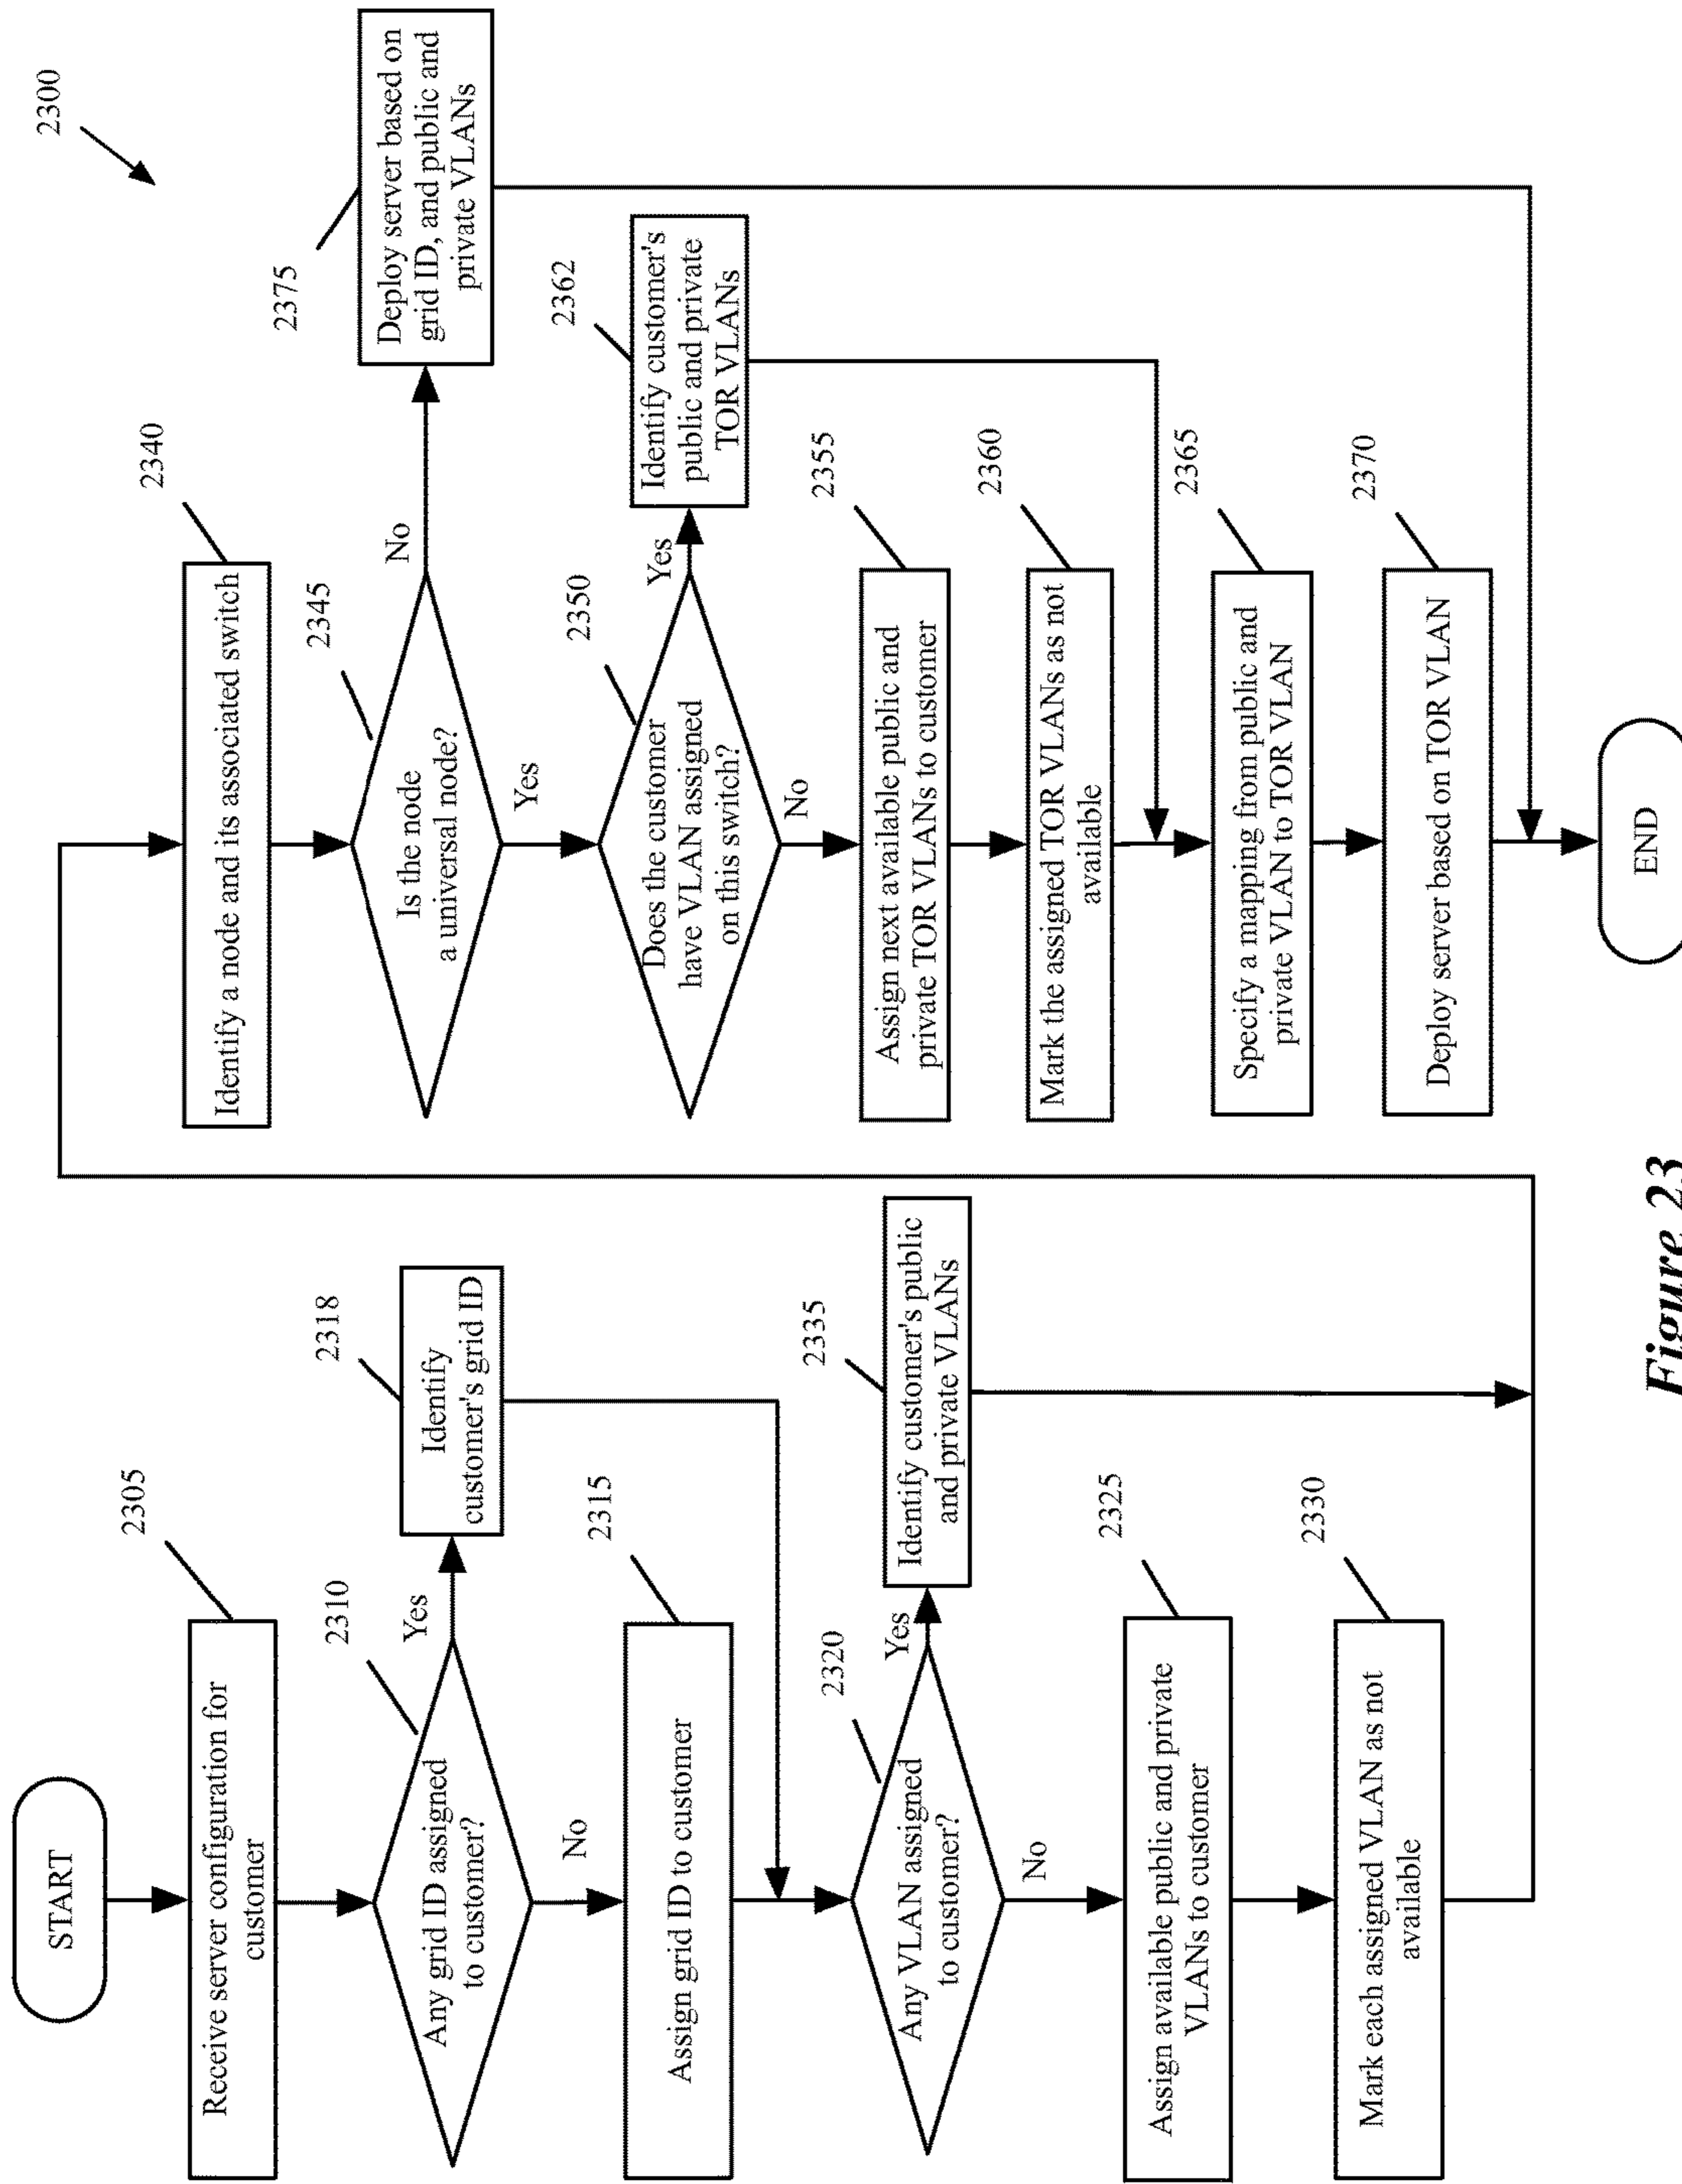 2300
START
2305
Receive server configuration for
customer
2310
Any grid ID assigned
to customer?
Yes
2318
Identify
customer's grid ID
No
2315
Assign grid ID to customer
2320
Any VLAN assigned
to customer?
Yes
2335
Identify customer's public
and private VLANs
No
2325
Assign available public and private
VLANs to customer
2330
Mark each assigned VLAN as not
available
2340
Identify a node and its associated switch
2345
Is the node
a universal node?
No
2375
Deploy server based on
grid ID, and public and
private VLANs
Yes
2350
Does the customer
have VLAN assigned
on this switch?
Yes
2362
Identify customer's
public and private
TOR VLANs
No
2355
Assign next available public and
private TOR VLANs to customer
2360
Mark the assigned TOR VLANs as not
available
2365
Specify a mapping from public and
private VLAN to TOR VLAN
2370
Deploy server based on TOR VLAN
END
Figure 23